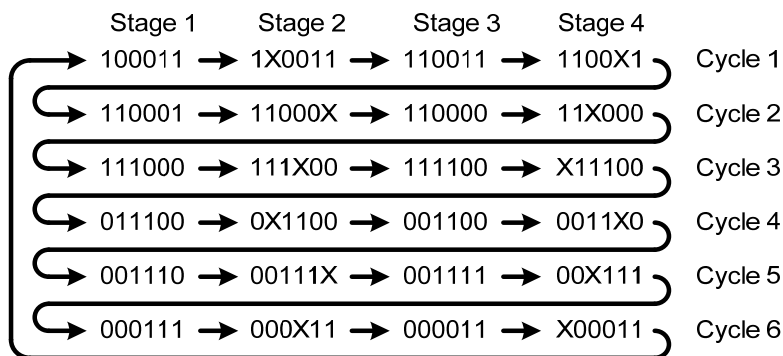 Stage 1 Stage 2 Stage 3 Stage 4
100011 1X0011 110011 1100X1 Cycle 1
110001 11000X 110000 11X000 Cycle 2
111000 111X00 111100 X11100 Cycle 3
011100 0X1100 001100 0011X0 Cycle 4
001110 00111X 001111 00X111 Cycle 5
000111 000X11 000011 X00011 Cycle 6